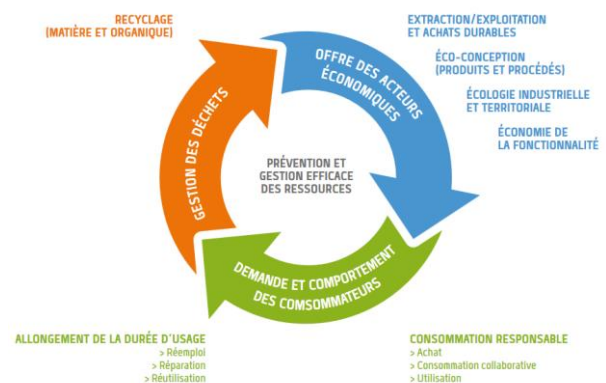 RECYCLAGE
(MATIÈRE ET ORGANIQUE)
EXTRACTION/EXPLOITATION
ET ACHATS DURABLES
ÉCO-CONCEPTION
(PRODUITS ET PROCÉDÉS)
ÉCOLOGIE INDUSTRIELLE
ET TERRITORIALE
ÉCONOMIE DE
LA FONCTIONNALITÉ
OFFRE DES ACTEURS
ÉCONOMIQUES
GESTION DES DÉCHETS
PRÉVENTION ET
GESTION EFFICACE
DES RESSOURCES
DEMANDE ET COMPORTEMENT
DES COMSOMMATEURS
ALLONGEMENT DE LA DURÉE D'USAGE
> Réemploi
> Réparation
> Réutilisation
CONSOMMATION RESPONSABLE
> Achat
> Consommation collaborative
> Utilisation